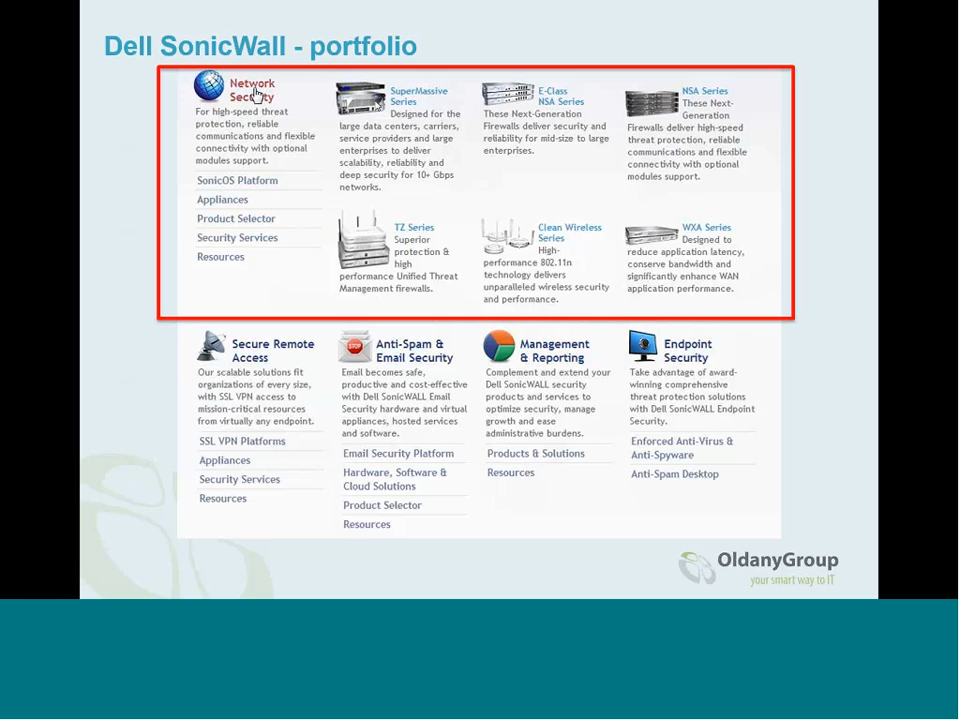 Dell SonicWall - portfolio
Network
Security
For high-speed threat
protection, reliable
communications and flexible
connectivity with optional
modules support.
SonicOS Platform
Appliances
Product Selector
Security Services
Resources
SuperMassive
Series
Designed for the
large data centers, carriers,
service providers and large
enterprises to deliver
scalability, reliability and
deep security for 10+ Gbps
networks.
E-Class
NSA Series
These Next-Generation
Firewalls deliver security and
reliability for mid-size to large
enterprises.
NSA Series
These Next-
Generation
Firewalls deliver high-speed
threat protection, reliable
communications and flexible
connectivity with optional
modules support.
TZ Series
Superior
protection &
high
performance Unified Threat
Management firewalls.
Clean Wireless
Series
High-
performance 802.11n
technology delivers
unparalleled wireless security
and performance.
WXA Series
Designed to
reduce application latency,
conserve bandwidth and
significantly enhance WAN
application performance.
Secure Remote
Access
Our scalable solutions fit
organizations of every size,
with SSL VPN access to
mission-critical resources
from virtually any endpoint.
SSL VPN Platforms
Appliances
Security Services
Resources
STOP
Anti-Spam &
Email Security
Email becomes safe,
productive and cost-effective
with Dell SonicWALL Email
Security hardware and virtual
appliances, hosted services
and software.
Email Security Platform
Hardware, Software &
Cloud Solutions
Product Selector
Resources
Management
& Reporting
Complement and extend your
Dell SonicWALL security
products and services to
optimize security, manage
growth and ease
administrative burdens.
Products & Solutions
Resources
Endpoint
Security
Take advantage of award-
winning comprehensive
threat protection solutions
with Dell SonicWALL Endpoint
Security.
Enforced Anti-Virus &
Anti-Spyware
Anti-Spam Desktop
OldanyGroup
your smart way to IT